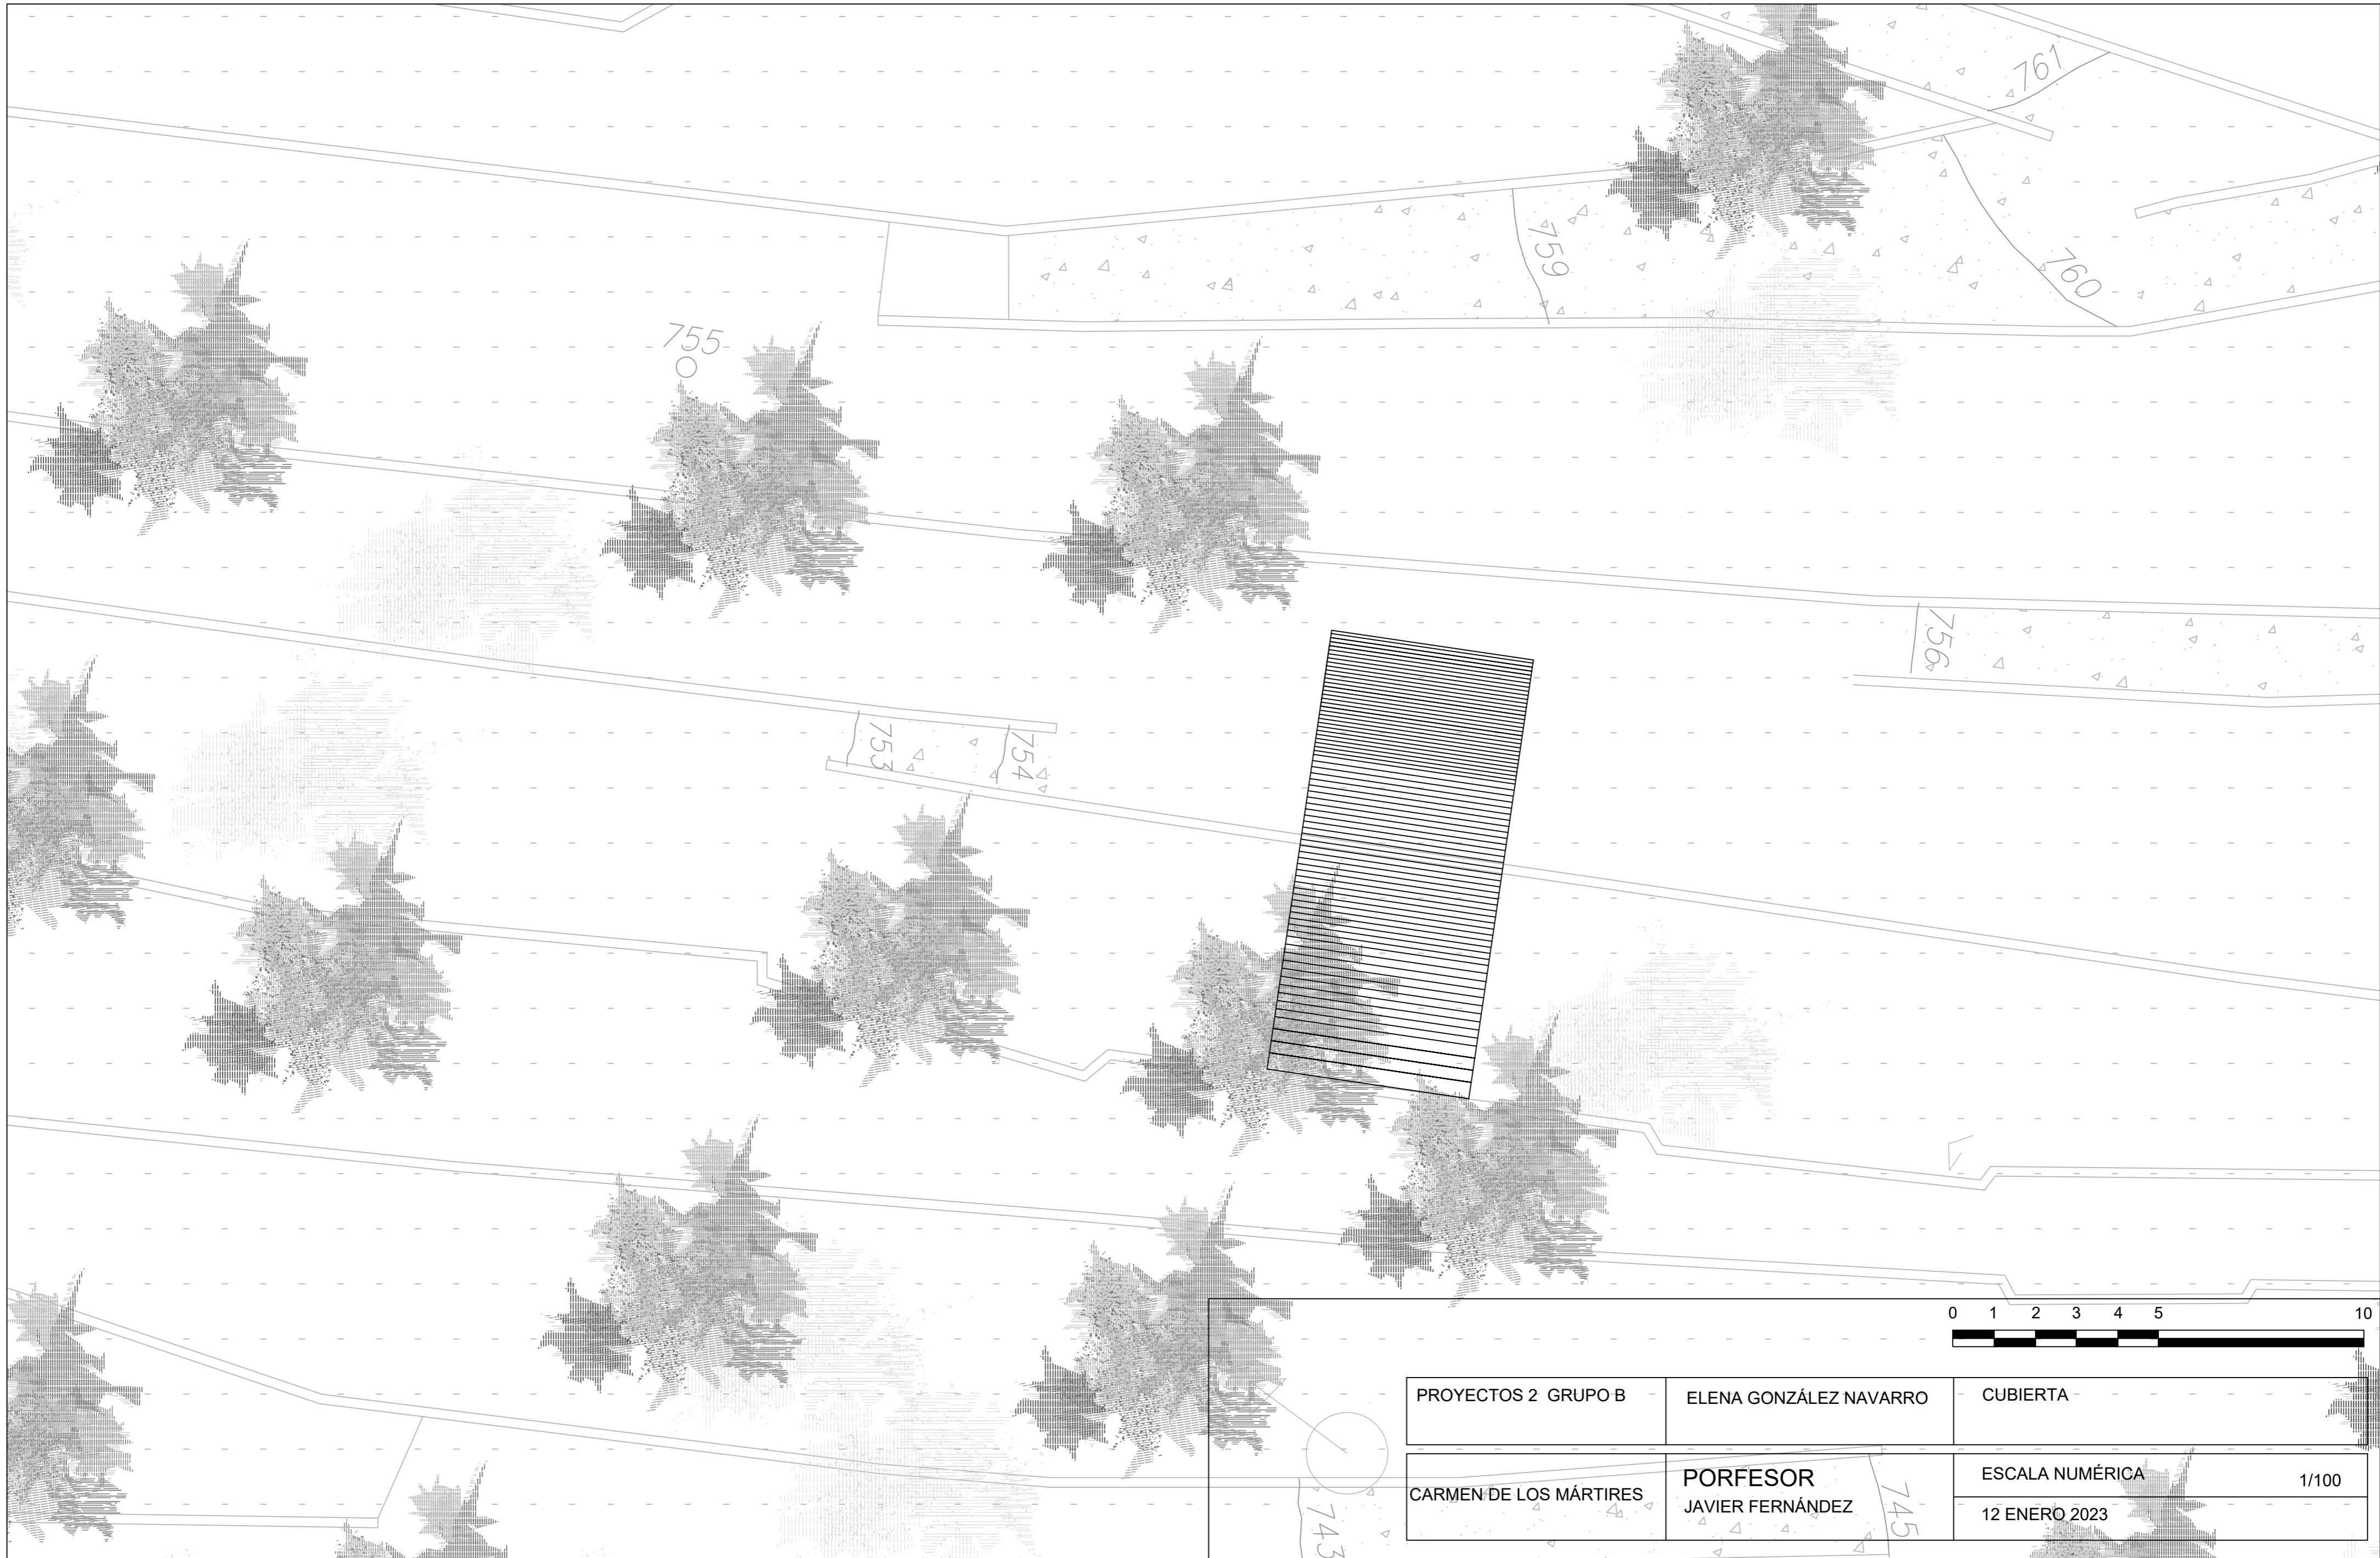 761
759
760
755
756
753
754
0 1 2 3 4 5 10
PROYECTOS 2 GRUPO B
ELENA GONZÁLEZ NAVARRO
CUBIERTA
CARMEN DE LOS MÁRTIRES
PORFESOR
JAVIER FERNÁNDEZ
ESCALA NUMÉRICA 1/100
12 ENERO 2023
743
745